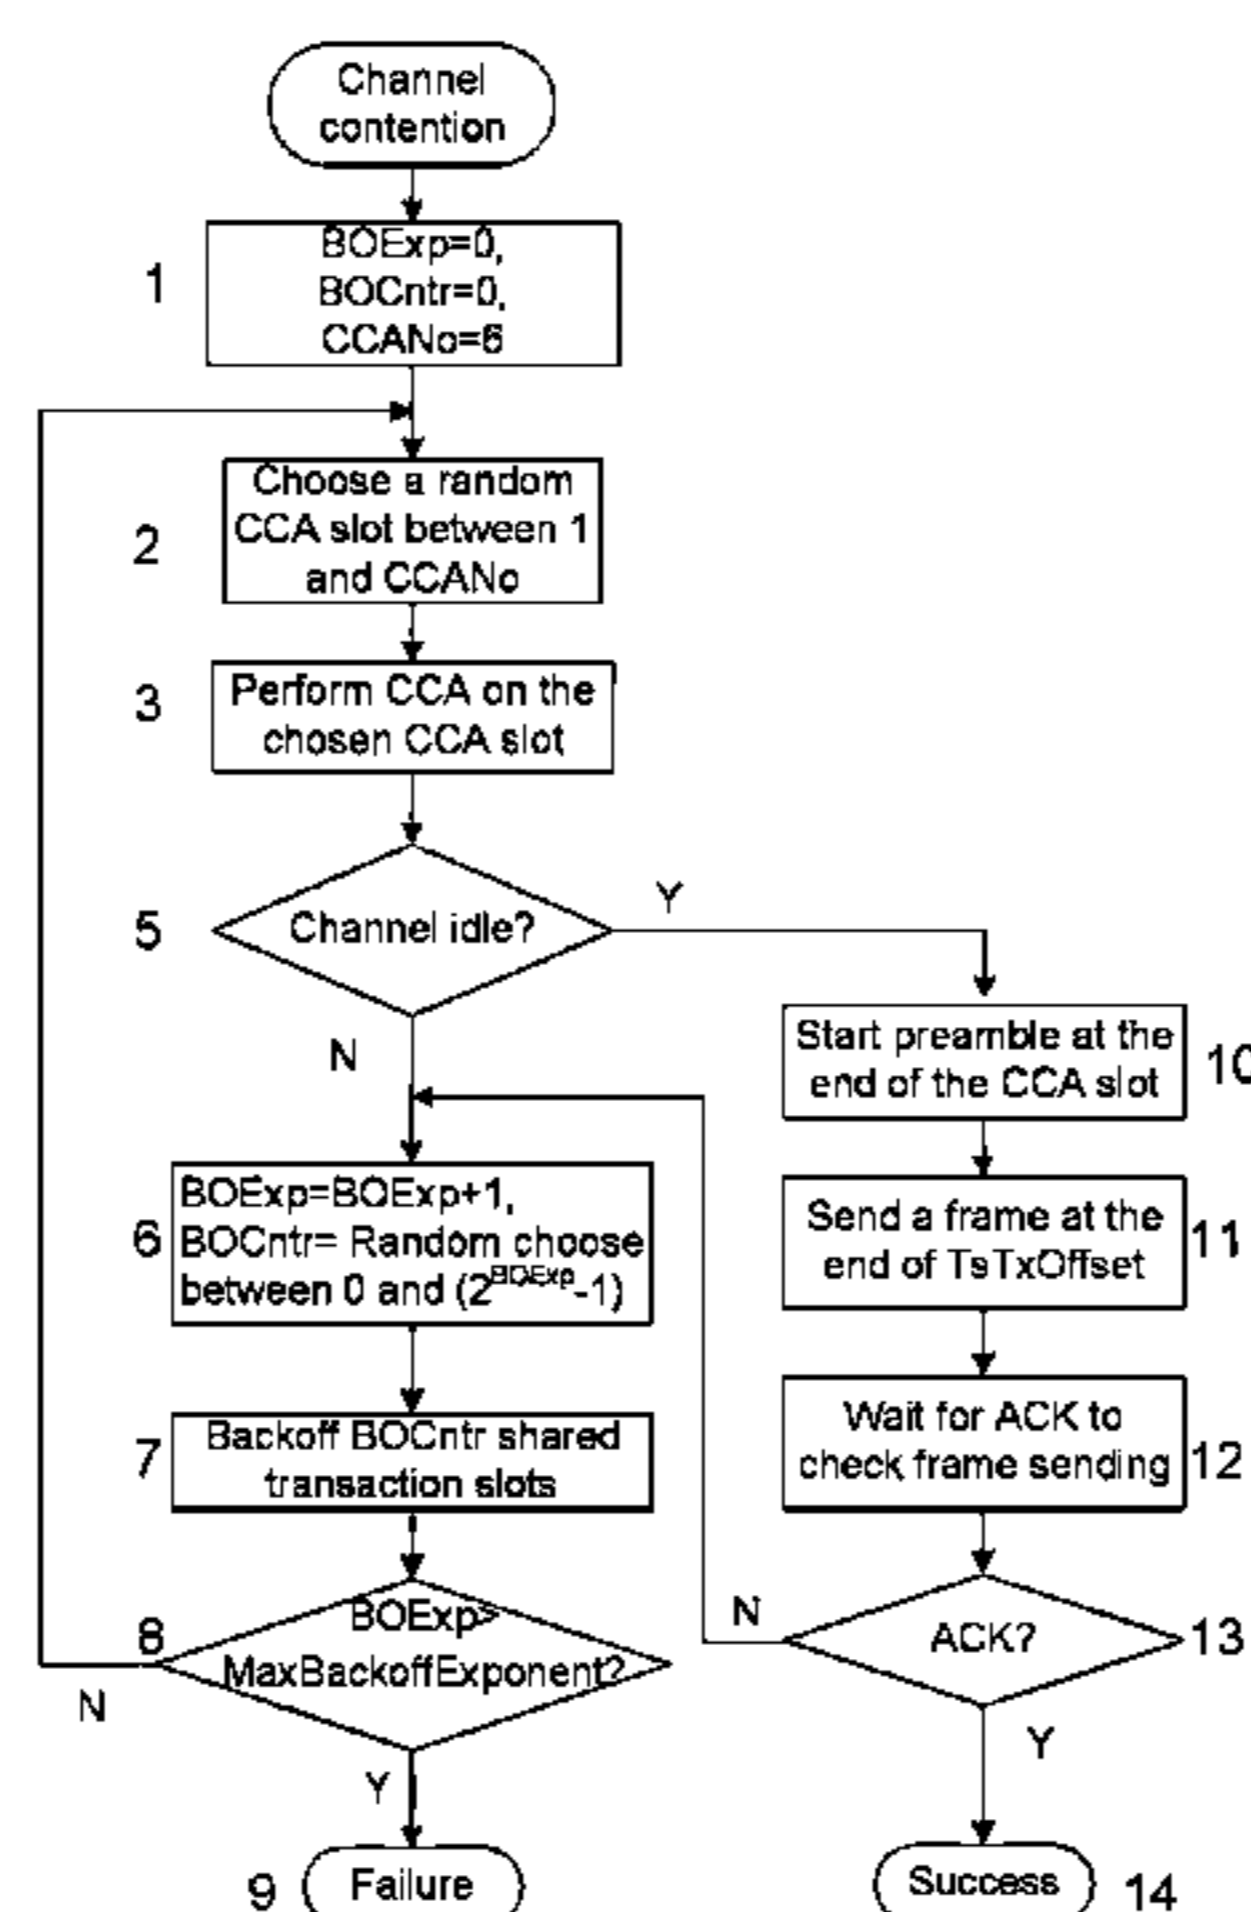 Channel
contention
1
BOExp=0,
BOCntr=0,
CCANo=6
2
Choose a random
CCA slot between 1
and CCANo
3
Perform CCA on the
chosen CCA slot
5
Channel idle?
Y
N
Start preamble at the
end of the CCA slot
10
6
BOExp=BOExp+1,
BOCntr= Random choose
between 0 and (2^BOExp-1)
Send a frame at the
end of TsTxOffset
11
7
Backoff BOCntr shared
transaction slots
Wait for ACK to
check frame sending
12
8
BOExp>
MaxBackoffExponent?
N
N
ACK?
13
Y
Y
9
Failure
Success
14